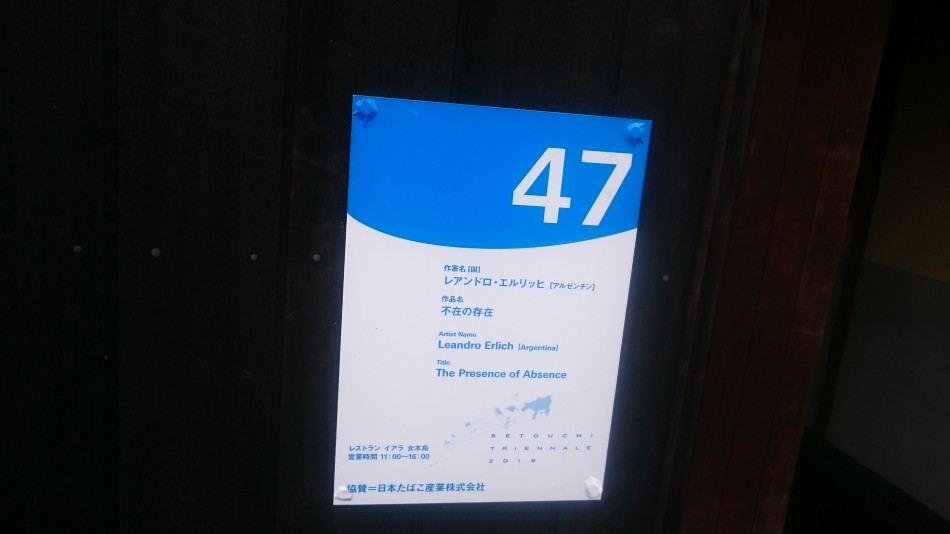 47
作家名 [国]
レアンドロ・エルリッヒ [アルゼンチン]
作品名
不在の存在
Artist Name
Leandro Erlich [Argentina]
Title
The Presence of Absence
SETOUCHI
TRIENNALE
レストラン イアラ 女木島
営業時間 11:00〜16:00
協賛=日本たばこ産業株式会社